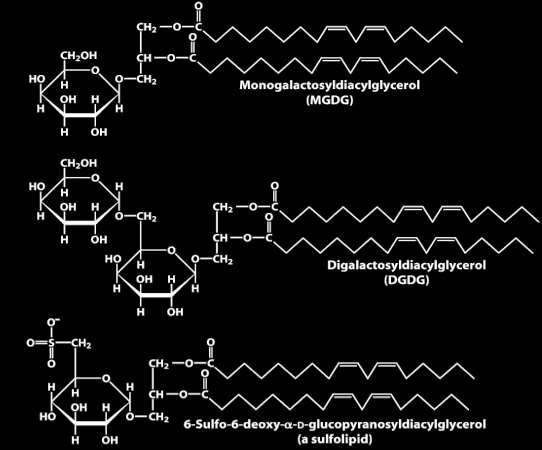 O
CH₂—O—C
O
CH₂OH CH—O—C
O
HO H O—CH₂
Monogalactosyldiacylglycerol
OH H (MGDG)
H H
H OH
CH₂OH
O
HO H H O
OH H CH₂—O—C
H O—CH₂ O
H OH CH—O—C
O
HO H O—CH₂
Digalactosyldiacylglycerol
OH H (DGDG)
H H
H OH
O⁻
O=S—CH₂ O
O CH₂—O—C
O O
H H H CH—O—C
OH H
HO O—CH₂
6-Sulfo-6-deoxy-α-D-glucopyranosyldiacylglycerol
H OH (a sulfolipid)